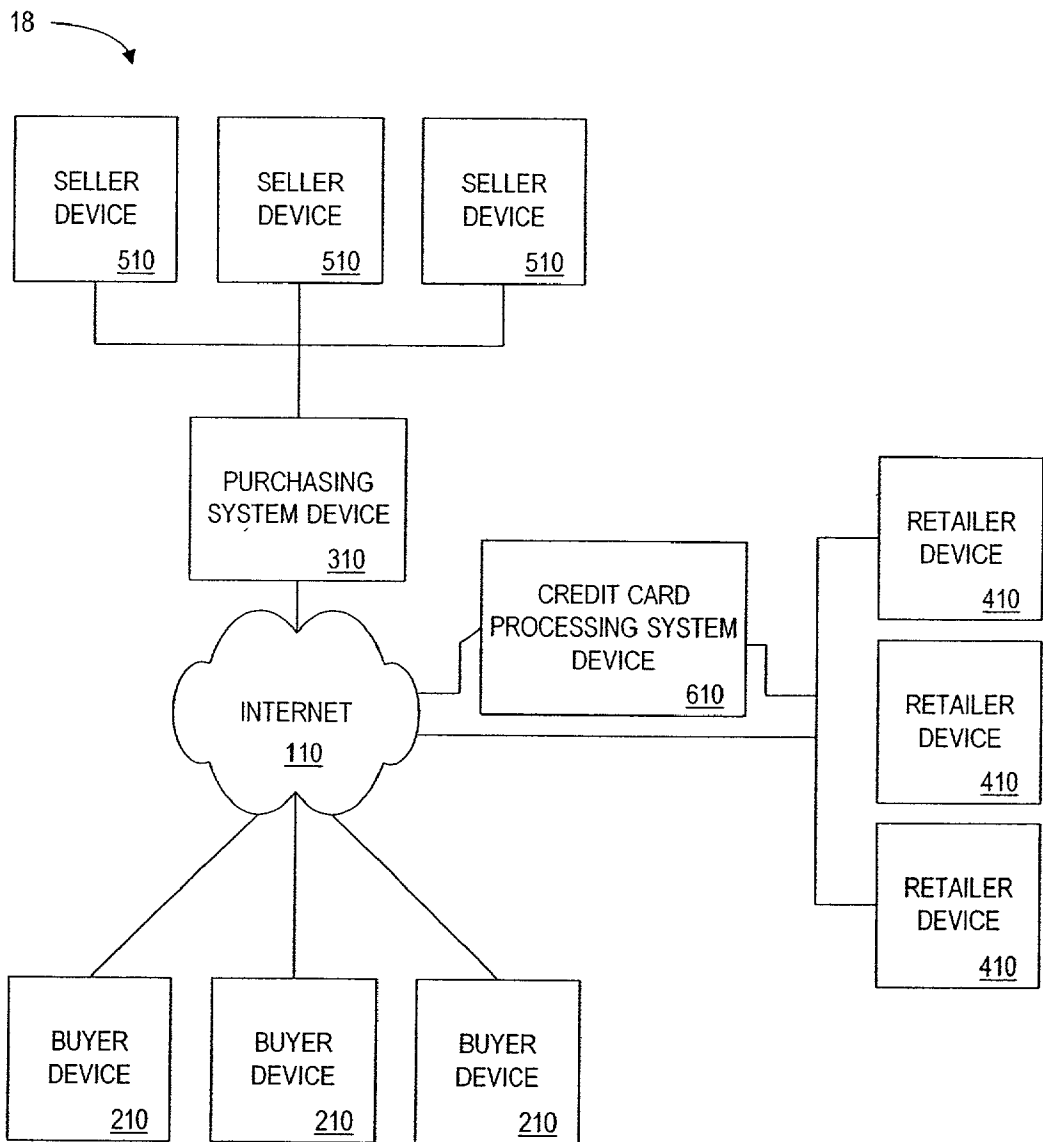 18
SELLER
DEVICE
510
SELLER
DEVICE
510
SELLER
DEVICE
510
PURCHASING
SYSTEM DEVICE
310
CREDIT CARD
PROCESSING SYSTEM
DEVICE
610
RETAILER
DEVICE
410
RETAILER
DEVICE
410
RETAILER
DEVICE
410
INTERNET
110
BUYER
DEVICE
210
BUYER
DEVICE
210
BUYER
DEVICE
210